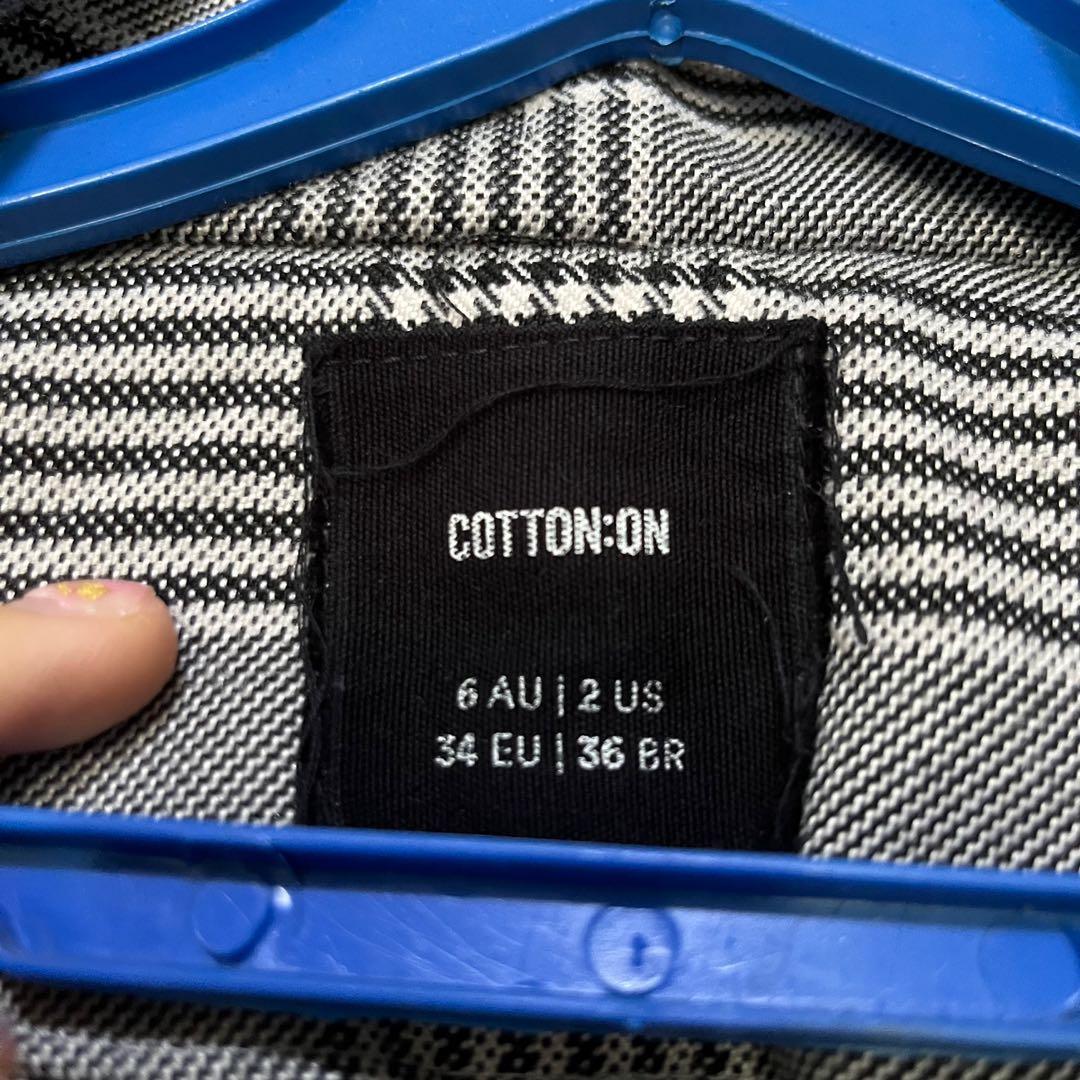 COTTON:ON
6 AU | 2 US
34 EU | 36 BR